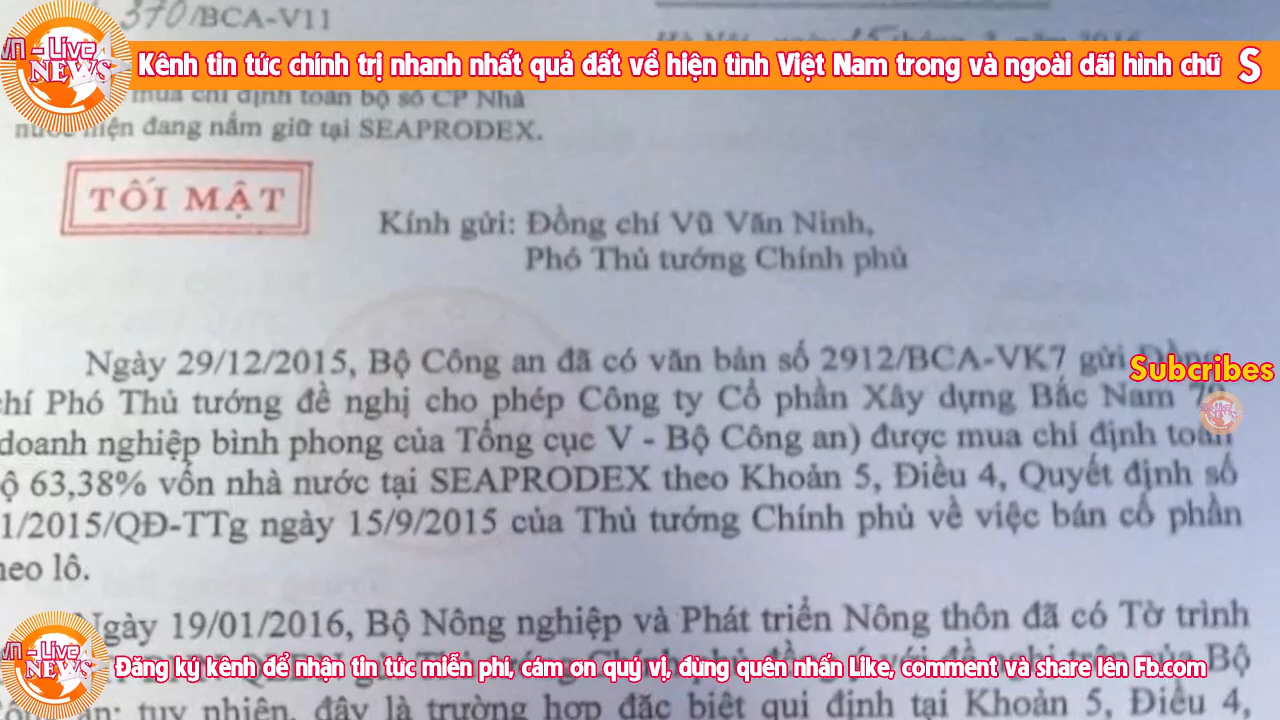 370/BCA-V11
VN - Live NEWS
Kênh tin tức chính trị nhanh nhất quả đất về hiện tình Việt Nam trong và ngoài dãi hình chữ S
mua chỉ định toàn bộ số CP Nhà
nước hiện đang nắm giữ tại SEAPRODEX.
TỐI MẬT
Kính gửi: Đồng chí Vũ Văn Ninh,
Phó Thủ tướng Chính phủ
Ngày 29/12/2015, Bộ Công an đã có văn bản số 2912/BCA-VK7 gửi Đồng
chí Phó Thủ tướng đề nghị cho phép Công ty Cổ phần Xây dựng Bắc Nam 79
Subcribes
doanh nghiệp bình phong của Tổng cục V - Bộ Công an) được mua chỉ định toàn
ộ 63,38% vốn nhà nước tại SEAPRODEX theo Khoản 5, Điều 4, Quyết định số
1/2015/QĐ-TTg ngày 15/9/2015 của Thủ tướng Chính phủ về việc bán cổ phần
heo lô.
Ngày 19/01/2016, Bộ Nông nghiệp và Phát triển Nông thôn đã có Tờ trình
VN - Live NEWS
Đăng ký kênh để nhận tin tức miễn phí, cám ơn quý vị, đừng quên nhấn Like, comment và share lên Fb.com
của Bộ
an; tuy nhiên, đây là trường hợp đặc biệt qui định tại Khoản 5, Điều 4,